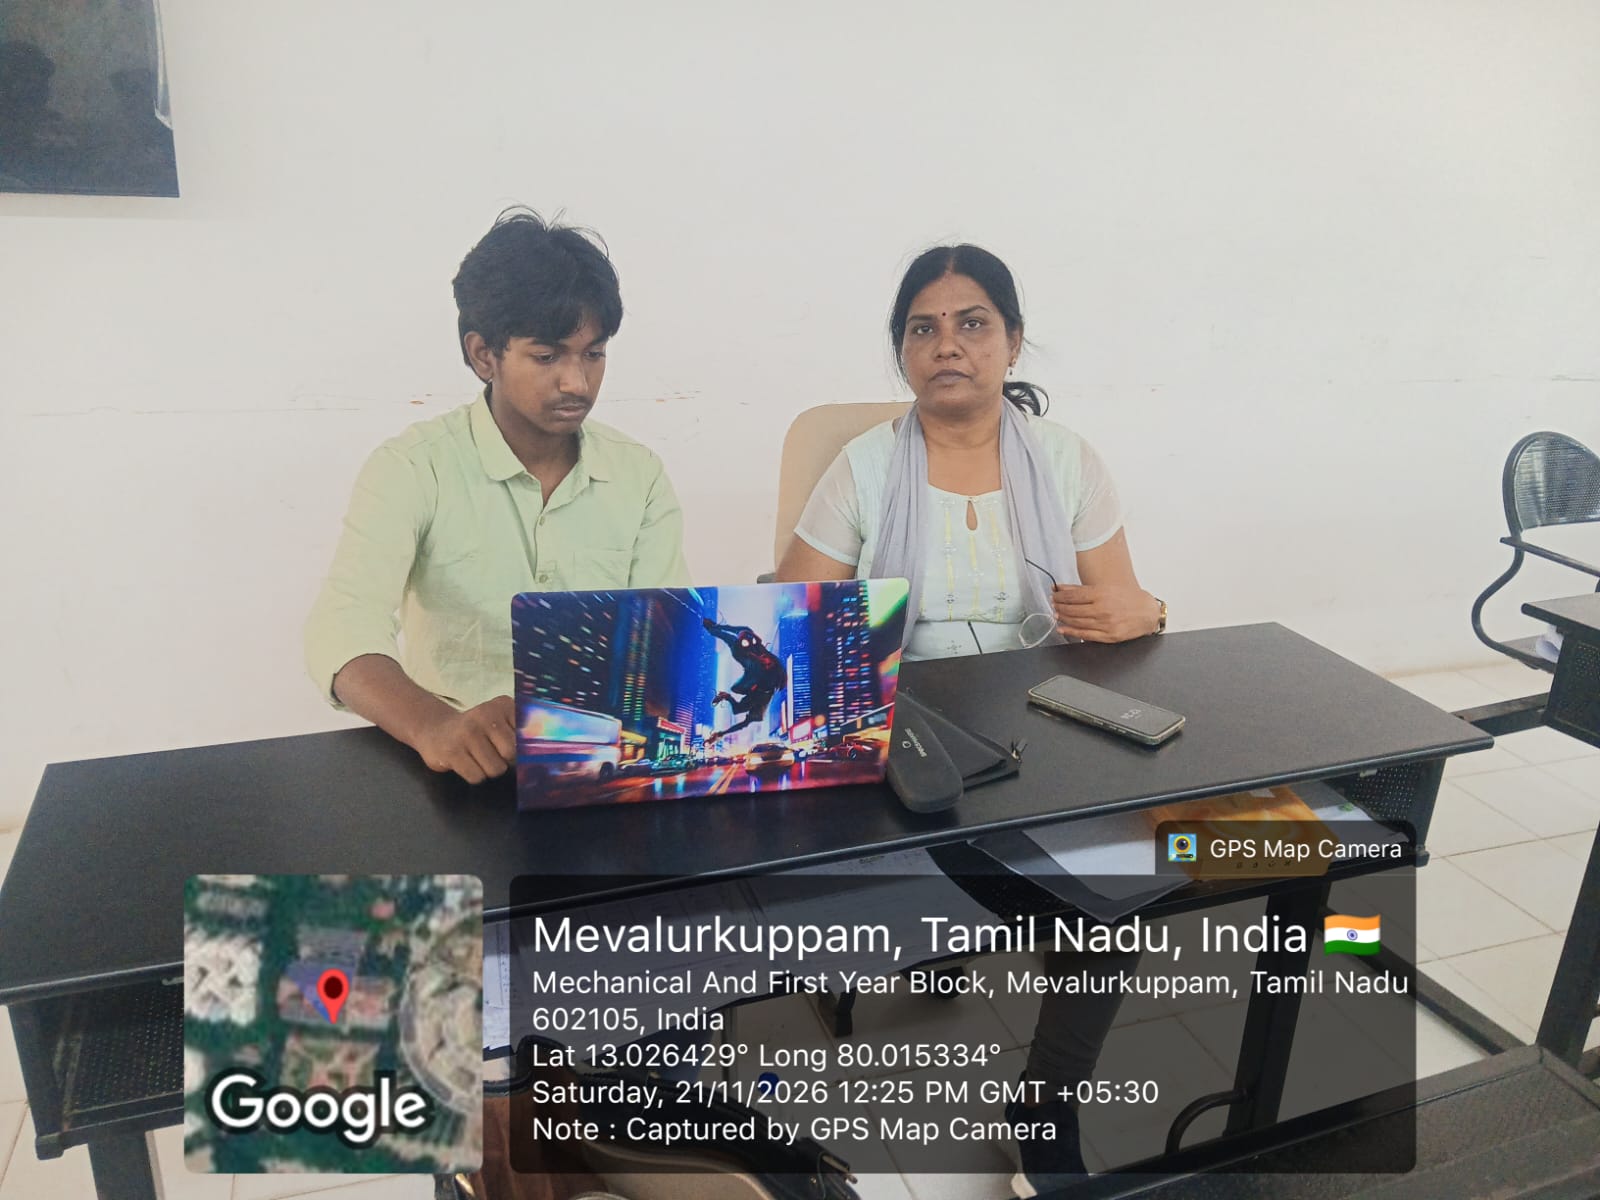 GPS Map Camera
Mevalurkuppam, Tamil Nadu, India 🇮🇳
Mechanical And First Year Block, Mevalurkuppam, Tamil Nadu
602105, India
Lat 13.026429° Long 80.015334°
Saturday, 21/11/2026 12:25 PM GMT +05:30
Note : Captured by GPS Map Camera
Google